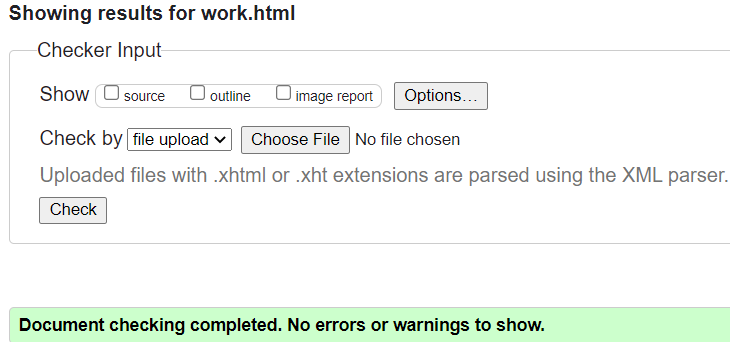 Showing results for work.html
Checker Input
Show source outline image report Options...
Check by file upload Choose File No file chosen
Uploaded files with .xhtml or .xht extensions are parsed using the XML parser.
Check
Document checking completed. No errors or warnings to show.